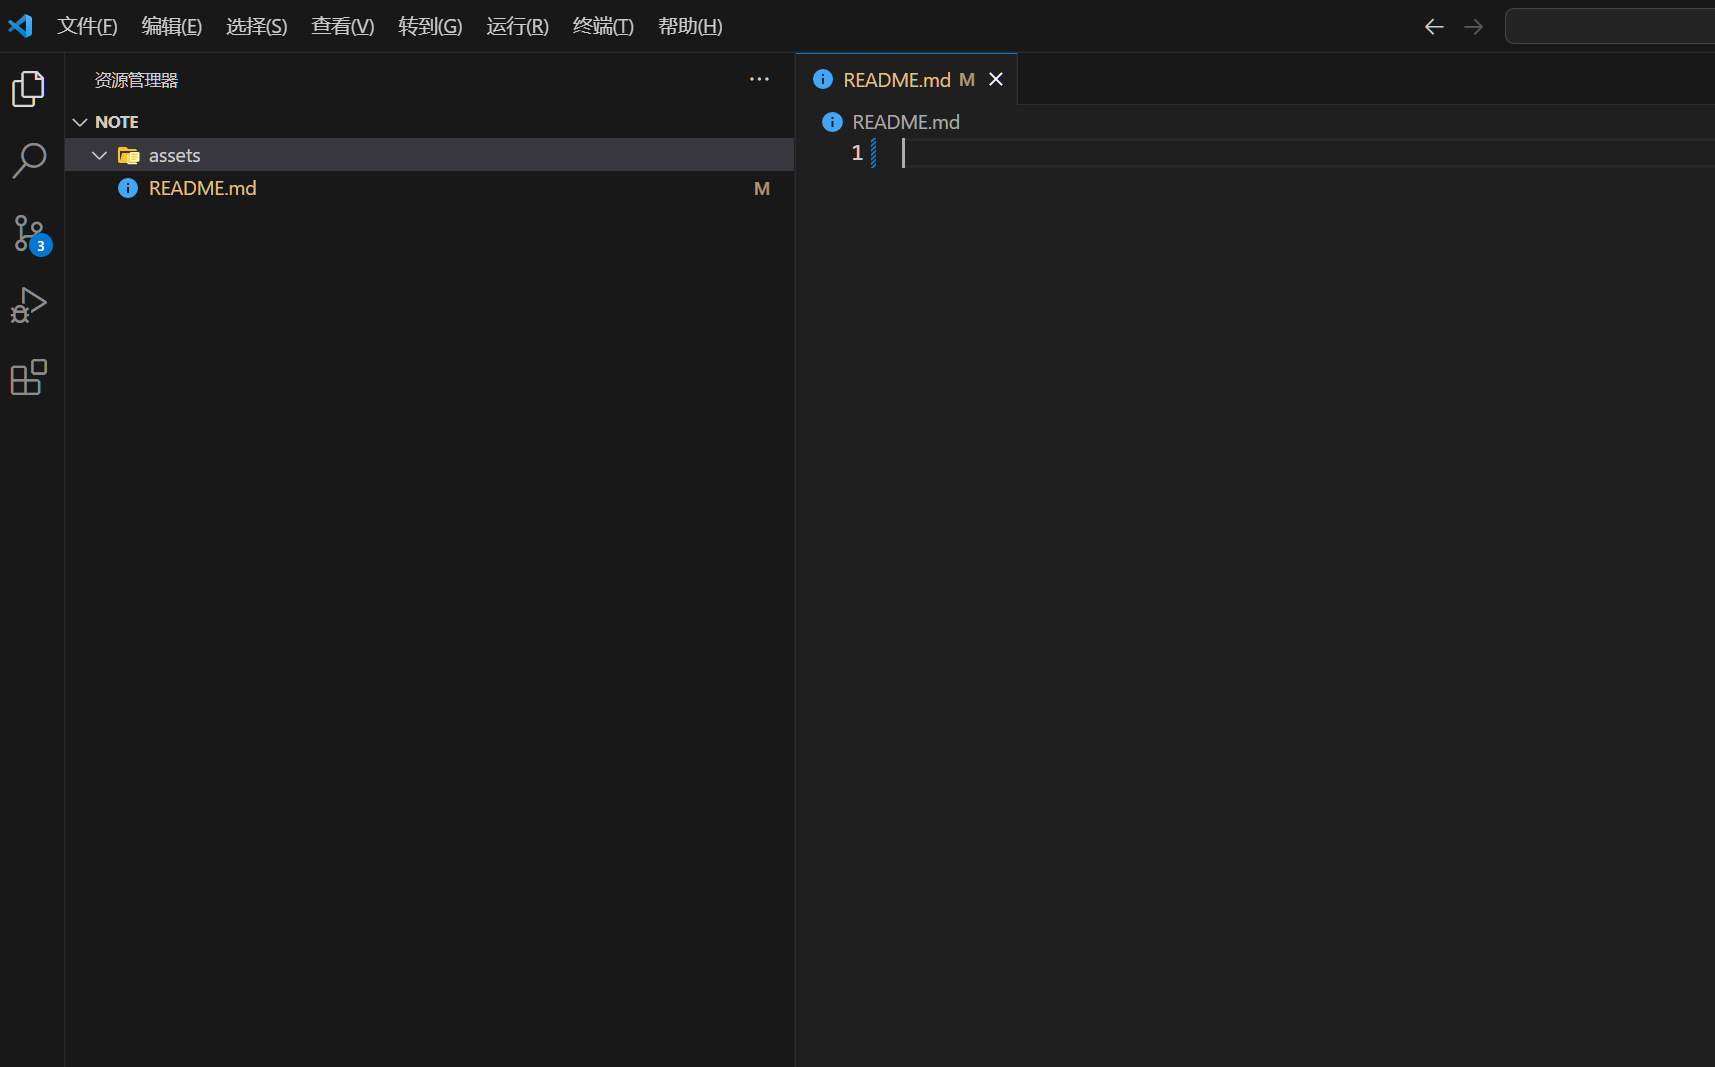 文件(F) 编辑(E) 选择(S) 查看(V) 转到(G) 运行(R) 终端(T) 帮助(H)
资源管理器
NOTE
assets
README.md M
3
README.md M
README.md
1